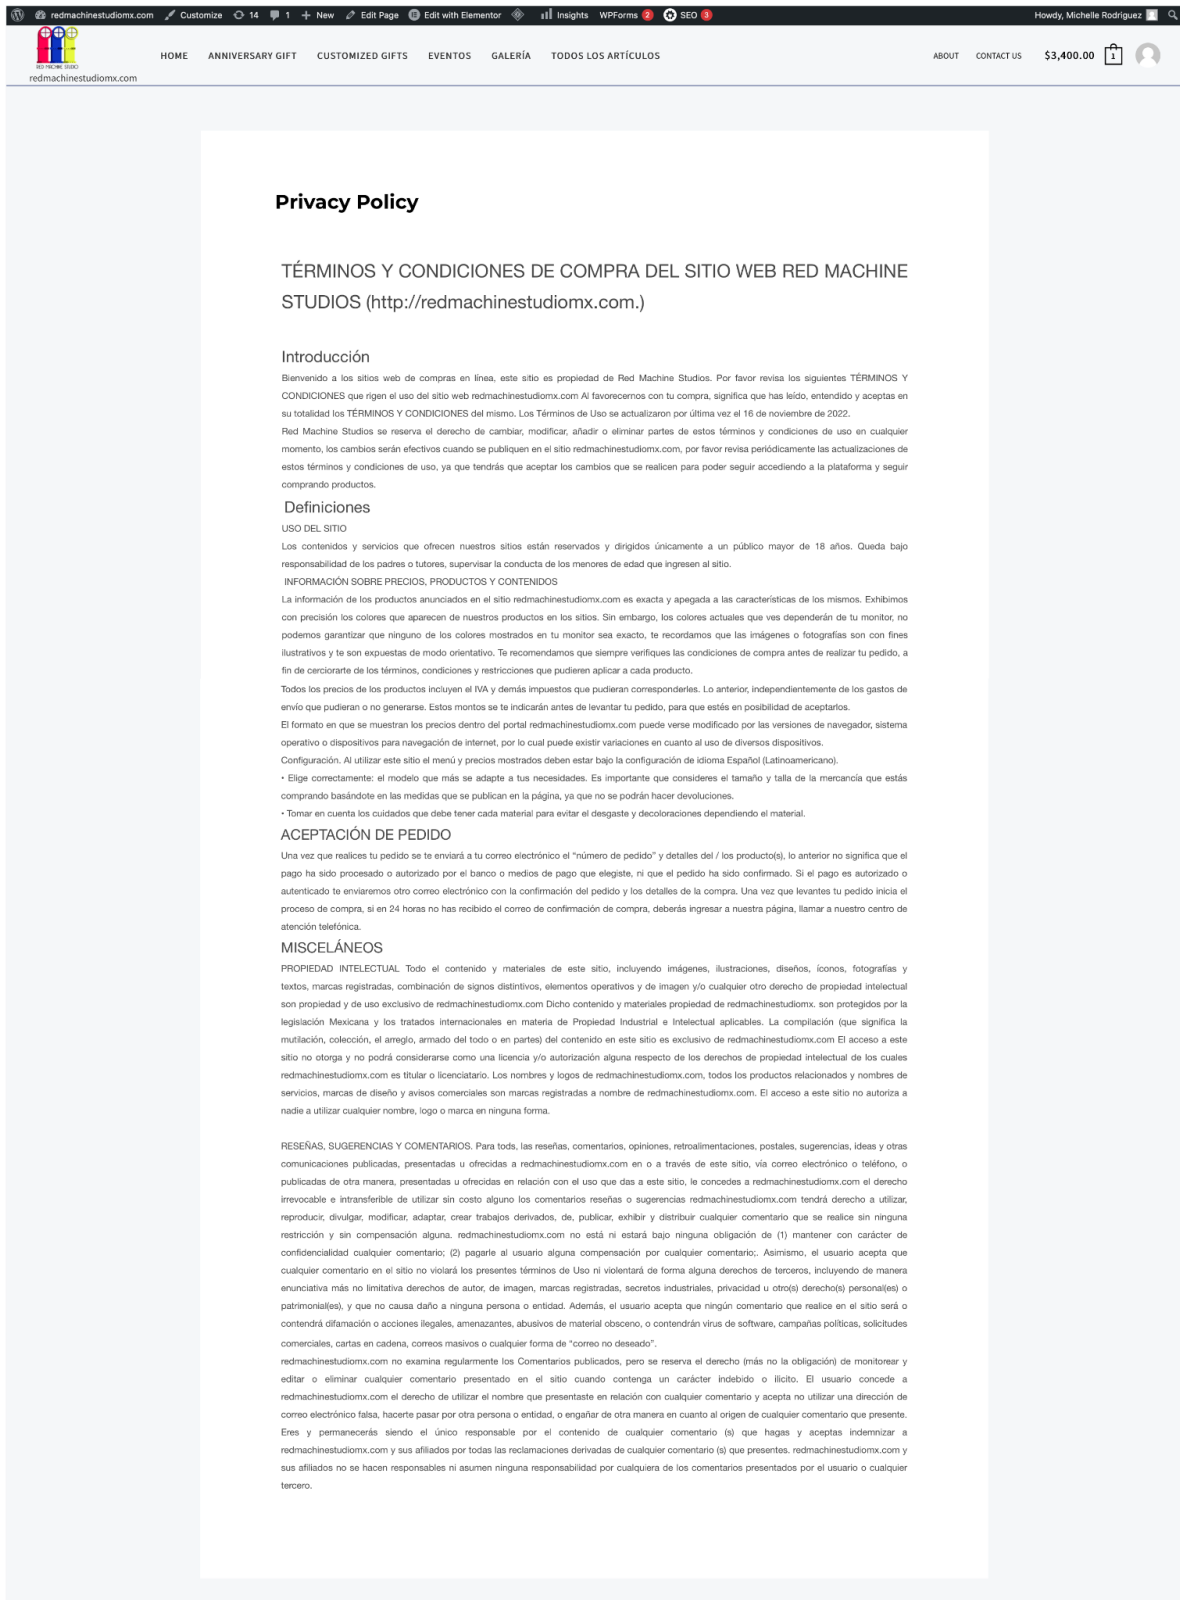 redmachinestudiomx.com Customize 14 1 New Edit Page Edit with Elementor Insights WPForms 2 SEO 3 Howdy, Michelle Rodriguez
RED MACHINE STUDIO
redmachinestudiomx.com
HOME ANNIVERSARY GIFT CUSTOMIZED GIFTS EVENTOS GALERÍA TODOS LOS ARTÍCULOS ABOUT CONTACT US $3,400.00 1
Privacy Policy
TÉRMINOS Y CONDICIONES DE COMPRA DEL SITIO WEB RED MACHINE
STUDIOS (http://redmachinestudiomx.com.)
Introducción
Bienvenido a los sitios web de compras en línea, este sitio es propiedad de Red Machine Studios. Por favor revisa los siguientes TÉRMINOS Y
CONDICIONES que rigen el uso del sitio web redmachinestudiomx.com Al favorecernos con tu compra, significa que has leído, entendido y aceptas en
su totalidad los TÉRMINOS Y CONDICIONES del mismo. Los Términos de Uso se actualizaron por última vez el 16 de noviembre de 2022.
Red Machine Studios se reserva el derecho de cambiar, modificar, añadir o eliminar partes de estos términos y condiciones de uso en cualquier
momento, los cambios serán efectivos cuando se publiquen en el sitio redmachinestudiomx.com, por favor revisa periódicamente las actualizaciones de
estos términos y condiciones de uso, ya que tendrás que aceptar los cambios que se realicen para poder seguir accediendo a la plataforma y seguir
comprando productos.
Definiciones
USO DEL SITIO
Los contenidos y servicios que ofrecen nuestros sitios están reservados y dirigidos únicamente a un público mayor de 18 años. Queda bajo
responsabilidad de los padres o tutores, supervisar la conducta de los menores de edad que ingresen al sitio.
INFORMACIÓN SOBRE PRECIOS, PRODUCTOS Y CONTENIDOS
La información de los productos anunciados en el sitio redmachinestudiomx.com es exacta y apegada a las características de los mismos. Exhibimos
con precisión los colores que aparecen de nuestros productos en los sitios. Sin embargo, los colores actuales que ves dependerán de tu monitor, no
podemos garantizar que ninguno de los colores mostrados en tu monitor sea exacto, te recordamos que las imágenes o fotografías son con fines
ilustrativos y te son expuestas de modo orientativo. Te recomendamos que siempre verifiques las condiciones de compra antes de realizar tu pedido, a
fin de cerciorarte de los términos, condiciones y restricciones que pudieren aplicar a cada producto.
Todos los precios de los productos incluyen el IVA y demás impuestos que pudieran corresponderles. Lo anterior, independientemente de los gastos de
envío que pudieran o no generarse. Estos montos se te indicarán antes de levantar tu pedido, para que estés en posibilidad de aceptarlos.
El formato en que se muestran los precios dentro del portal redmachinestudiomx.com puede verse modificado por las versiones de navegador, sistema
operativo o dispositivos para navegación de internet, por lo cual puede existir variaciones en cuanto al uso de diversos dispositivos.
Configuración. Al utilizar este sitio el menú y precios mostrados deben estar bajo la configuración de idioma Español (Latinoamericano).
• Elige correctamente: el modelo que más se adapte a tus necesidades. Es importante que consideres el tamaño y talla de la mercancía que estás
comprando basándote en las medidas que se publican en la página, ya que no se podrán hacer devoluciones.
• Tomar en cuenta los cuidados que debe tener cada material para evitar el desgaste y decoloraciones dependiendo el material.
ACEPTACIÓN DE PEDIDO
Una vez que realices tu pedido se te enviará a tu correo electrónico el “número de pedido” y detalles del / los producto(s), lo anterior no significa que el
pago ha sido procesado o autorizado por el banco o medios de pago que elegiste, ni que el pedido ha sido confirmado. Si el pago es autorizado o
autenticado te enviaremos otro correo electrónico con la confirmación del pedido y los detalles de la compra. Una vez que levantes tu pedido inicia el
proceso de compra, si en 24 horas no has recibido el correo de confirmación de compra, deberás ingresar a nuestra página, llamar a nuestro centro de
atención telefónica.
MISCELÁNEOS
PROPIEDAD INTELECTUAL Todo el contenido y materiales de este sitio, incluyendo imágenes, ilustraciones, diseños, íconos, fotografías y
textos, marcas registradas, combinación de signos distintivos, elementos operativos y de imagen y/o cualquier otro derecho de propiedad intelectual
son propiedad y de uso exclusivo de redmachinestudiomx.com Dicho contenido y materiales propiedad de redmachinestudiomx. son protegidos por la
legislación Mexicana y los tratados internacionales en materia de Propiedad Industrial e Intelectual aplicables. La compilación (que significa la
mutilación, colección, el arreglo, armado del todo o en partes) del contenido en este sitio es exclusivo de redmachinestudiomx.com El acceso a este
sitio no otorga y no podrá considerarse como una licencia y/o autorización alguna respecto de los derechos de propiedad intelectual de los cuales
redmachinestudiomx.com es titular o licenciatario. Los nombres y logos de redmachinestudiomx.com, todos los productos relacionados y nombres de
servicios, marcas de diseño y avisos comerciales son marcas registradas a nombre de redmachinestudiomx.com. El acceso a este sitio no autoriza a
nadie a utilizar cualquier nombre, logo o marca en ninguna forma.
RESEÑAS, SUGERENCIAS Y COMENTARIOS. Para tods, las reseñas, comentarios, opiniones, retroalimentaciones, postales, sugerencias, ideas y otras
comunicaciones publicadas, presentadas u ofrecidas a redmachinestudiomx.com en o a través de este sitio, vía correo electrónico o teléfono, o
publicadas de otra manera, presentadas u ofrecidas en relación con el uso que das a este sitio, le concedes a redmachinestudiomx.com el derecho
irrevocable e intransferible de utilizar sin costo alguno los comentarios reseñas o sugerencias redmachinestudiomx.com tendrá derecho a utilizar,
reproducir, divulgar, modificar, adaptar, crear trabajos derivados, de, publicar, exhibir y distribuir cualquier comentario que se realice sin ninguna
restricción y sin compensación alguna. redmachinestudiomx.com no está ni estará bajo ninguna obligación de (1) mantener con carácter de
confidencialidad cualquier comentario; (2) pagarle al usuario alguna compensación por cualquier comentario;. Asimismo, el usuario acepta que
cualquier comentario en el sitio no violará los presentes términos de Uso ni violentará de forma alguna derechos de terceros, incluyendo de manera
enunciativa más no limitativa derechos de autor, de imagen, marcas registradas, secretos industriales, privacidad u otro(s) derecho(s) personal(es) o
patrimonial(es), y que no causa daño a ninguna persona o entidad. Además, el usuario acepta que ningún comentario que realice en el sitio será o
contendrá difamación o acciones ilegales, amenazantes, abusivos de material obsceno, o contendrán virus de software, campañas políticas, solicitudes
comerciales, cartas en cadena, correos masivos o cualquier forma de “correo no deseado”.
redmachinestudiomx.com no examina regularmente los Comentarios publicados, pero se reserva el derecho (más no la obligación) de monitorear y
editar o eliminar cualquier comentario presentado en el sitio cuando contenga un carácter indebido o ilicito. El usuario concede a
redmachinestudiomx.com el derecho de utilizar el nombre que presentaste en relación con cualquier comentario y acepta no utilizar una dirección de
correo electrónico falsa, hacerte pasar por otra persona o entidad, o engañar de otra manera en cuanto al origen de cualquier comentario que presente.
Eres y permanecerás siendo el único responsable por el contenido de cualquier comentario (s) que hagas y aceptas indemnizar a
redmachinestudiomx.com y sus afiliados por todas las reclamaciones derivadas de cualquier comentario (s) que presentes. redmachinestudiomx.com y
sus afiliados no se hacen responsables ni asumen ninguna responsabilidad por cualquiera de los comentarios presentados por el usuario o cualquier
tercero.